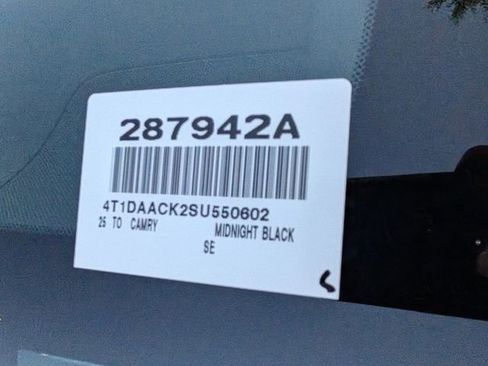 287942A
4T1DAACK2SU550602
25 TO CAMRY MIDNIGHT BLACK
SE